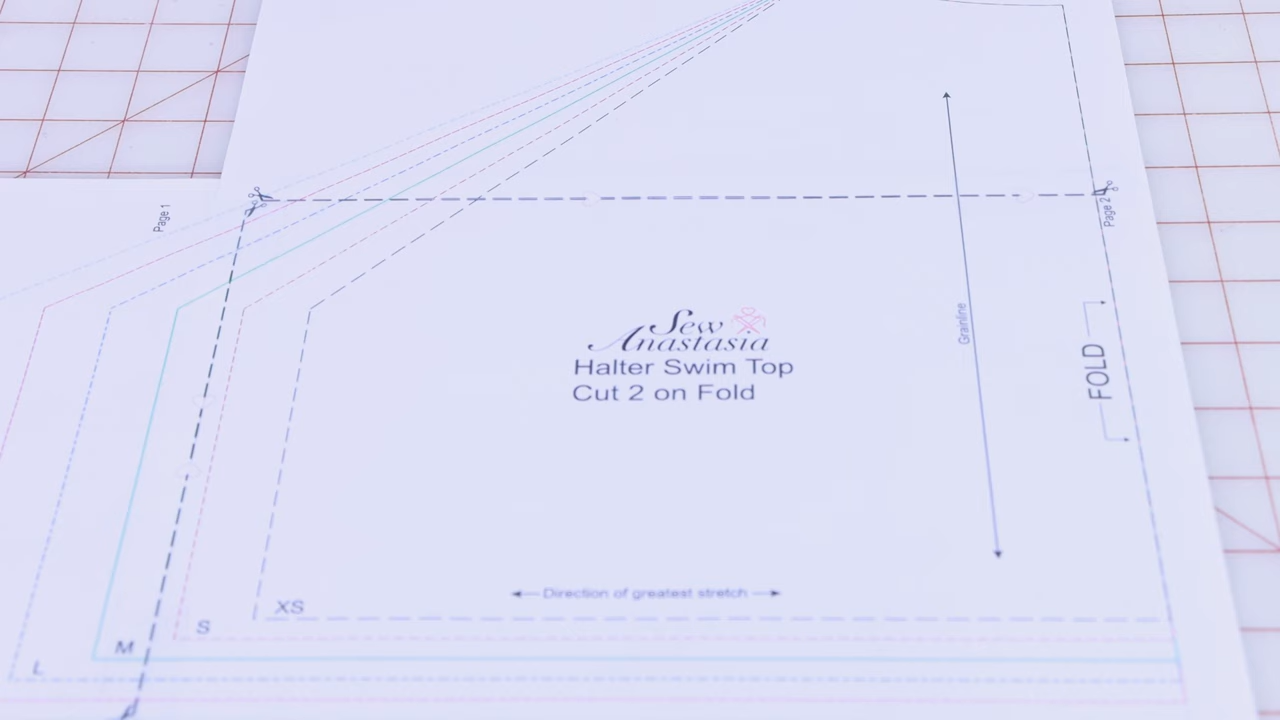 Page 1
Page 2
Sew
Anastasia
Halter Swim Top
Cut 2 on Fold
Grainline
FOLD
Direction of greatest stretch
XS
S
M
L